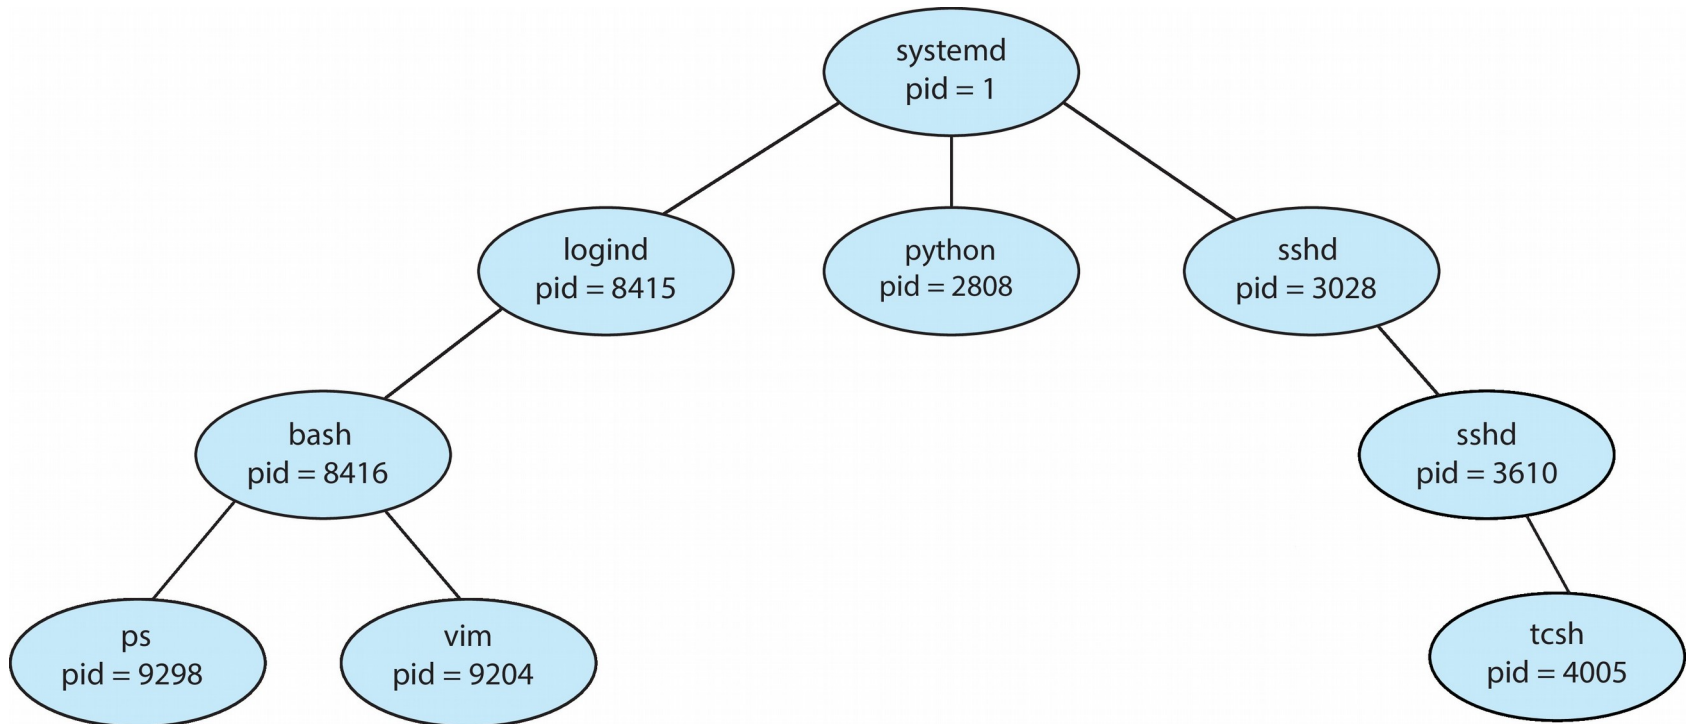 systemd
pid = 1
logind
pid = 8415
python
pid = 2808
sshd
pid = 3028
bash
pid = 8416
sshd
pid = 3610
ps
pid = 9298
vim
pid = 9204
tcsh
pid = 4005